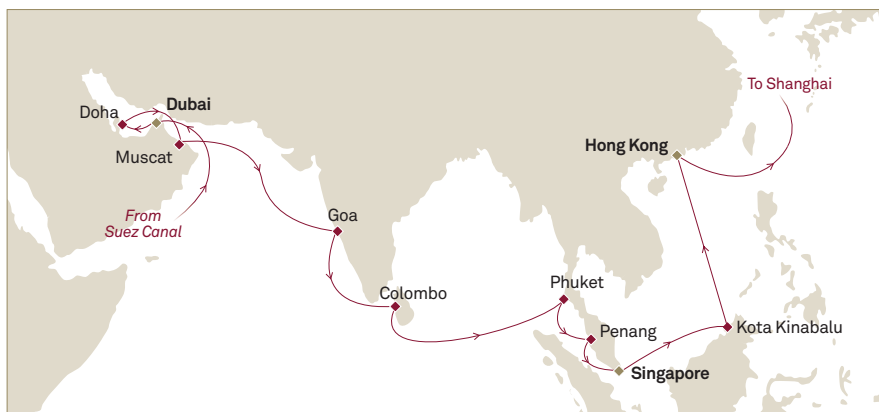 Doha
Dubai
Muscat
From
Suez Canal
Goa
Colombo
Phuket
Penang
Singapore
Kota Kinabalu
Hong Kong
To Shanghai